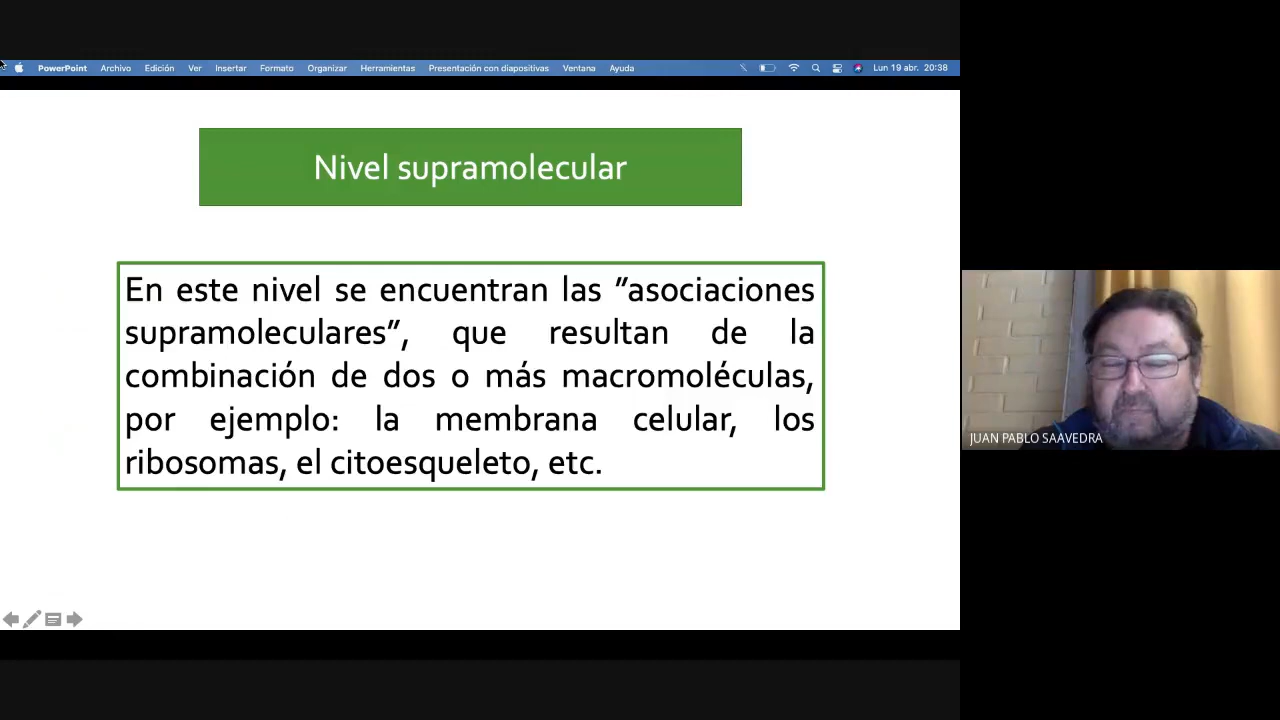 PowerPoint Archivo Edición Ver Insertar Formato Organizar Herramientas Presentación con diapositivas Ventana Ayuda Lun 19 abr. 20:38
Nivel supramolecular
En este nivel se encuentran las ”asociaciones
supramoleculares”, que resultan de la
combinación de dos o más macromoléculas,
por ejemplo: la membrana celular, los
ribosomas, el citoesqueleto, etc.
JUAN PABLO SAAVEDRA